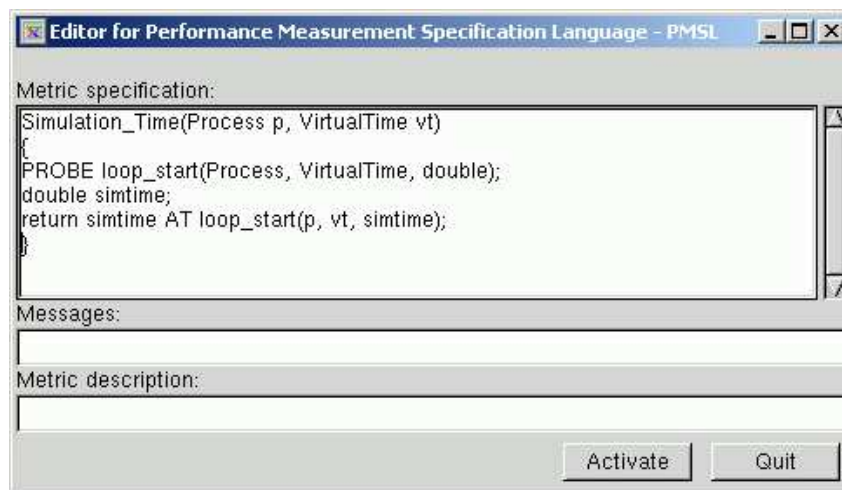 Editor for Performance Measurement Specification Language - PMSL
Metric specification:
Simulation_Time(Process p, VirtualTime vt)
{
PROBE loop_start(Process, VirtualTime, double);
double simtime;
return simtime AT loop_start(p, vt, simtime);
}
Messages:
Metric description:
Activate
Quit